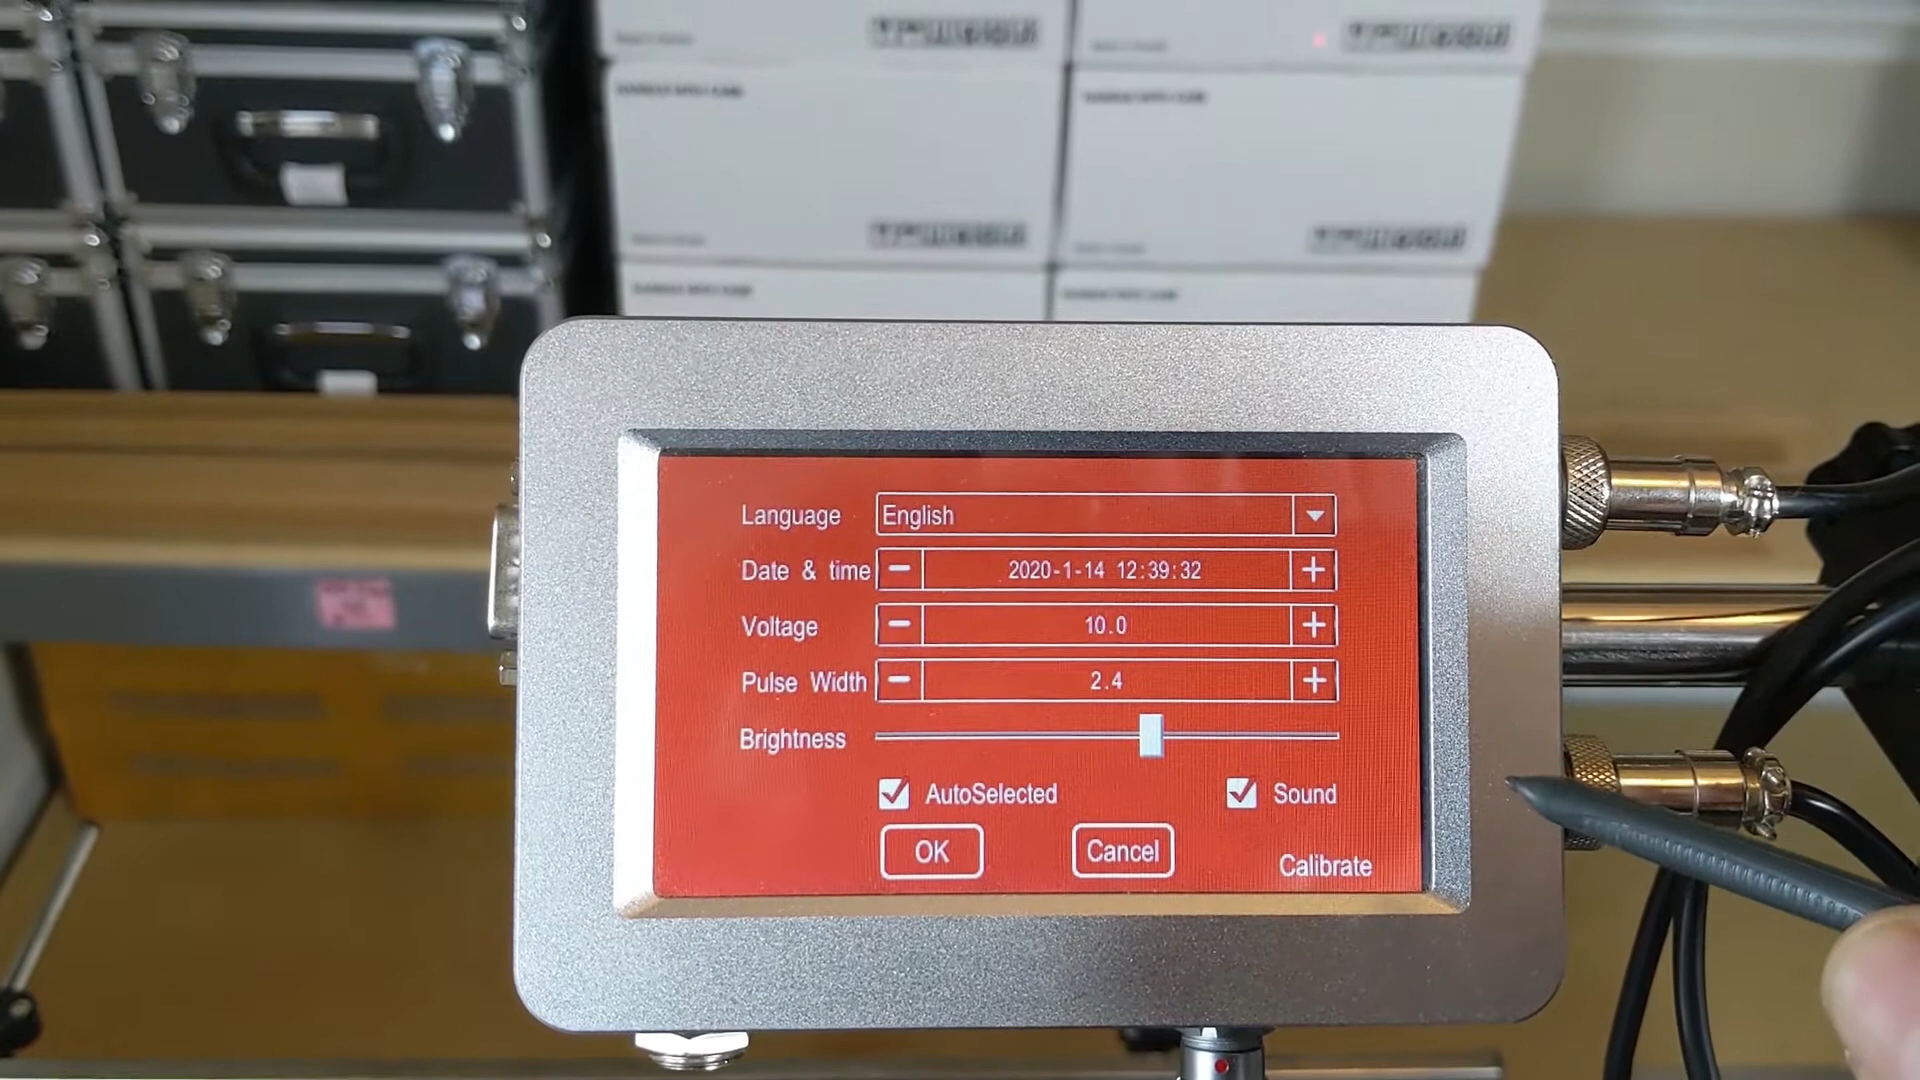 Language English
Date & time − 2020-1-14 12:39:32 +
Voltage − 10.0 +
Pulse Width − 2.4 +
Brightness
AutoSelected Sound
OK Cancel Calibrate